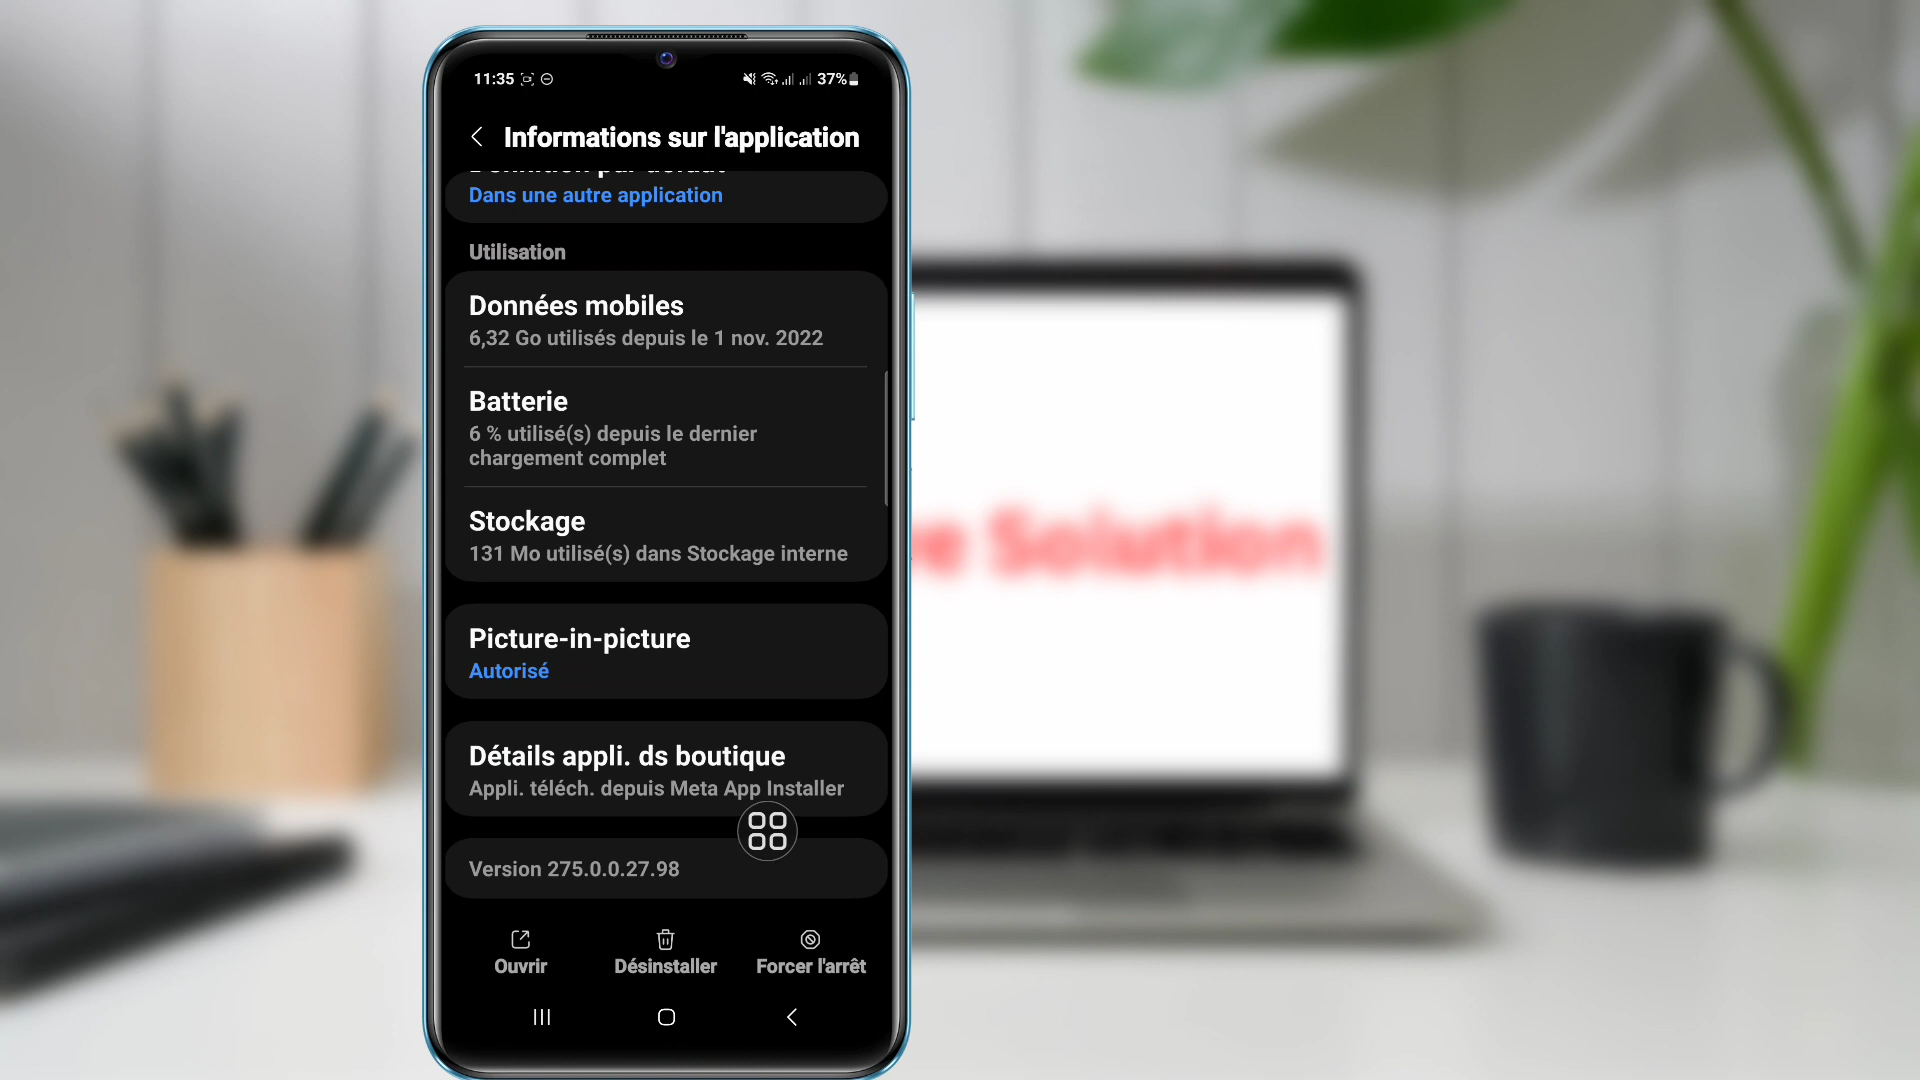 11:35 37%
Informations sur l'application
Dans une autre application
Utilisation
Données mobiles
6,32 Go utilisés depuis le 1 nov. 2022
Batterie
6 % utilisé(s) depuis le dernier
chargement complet
Stockage
131 Mo utilisé(s) dans Stockage interne
Solution
Picture-in-picture
Autorisé
Détails appli. ds boutique
Appli. téléch. depuis Meta App Installer
Version 275.0.0.27.98
Ouvrir Désinstaller Forcer l'arrêt